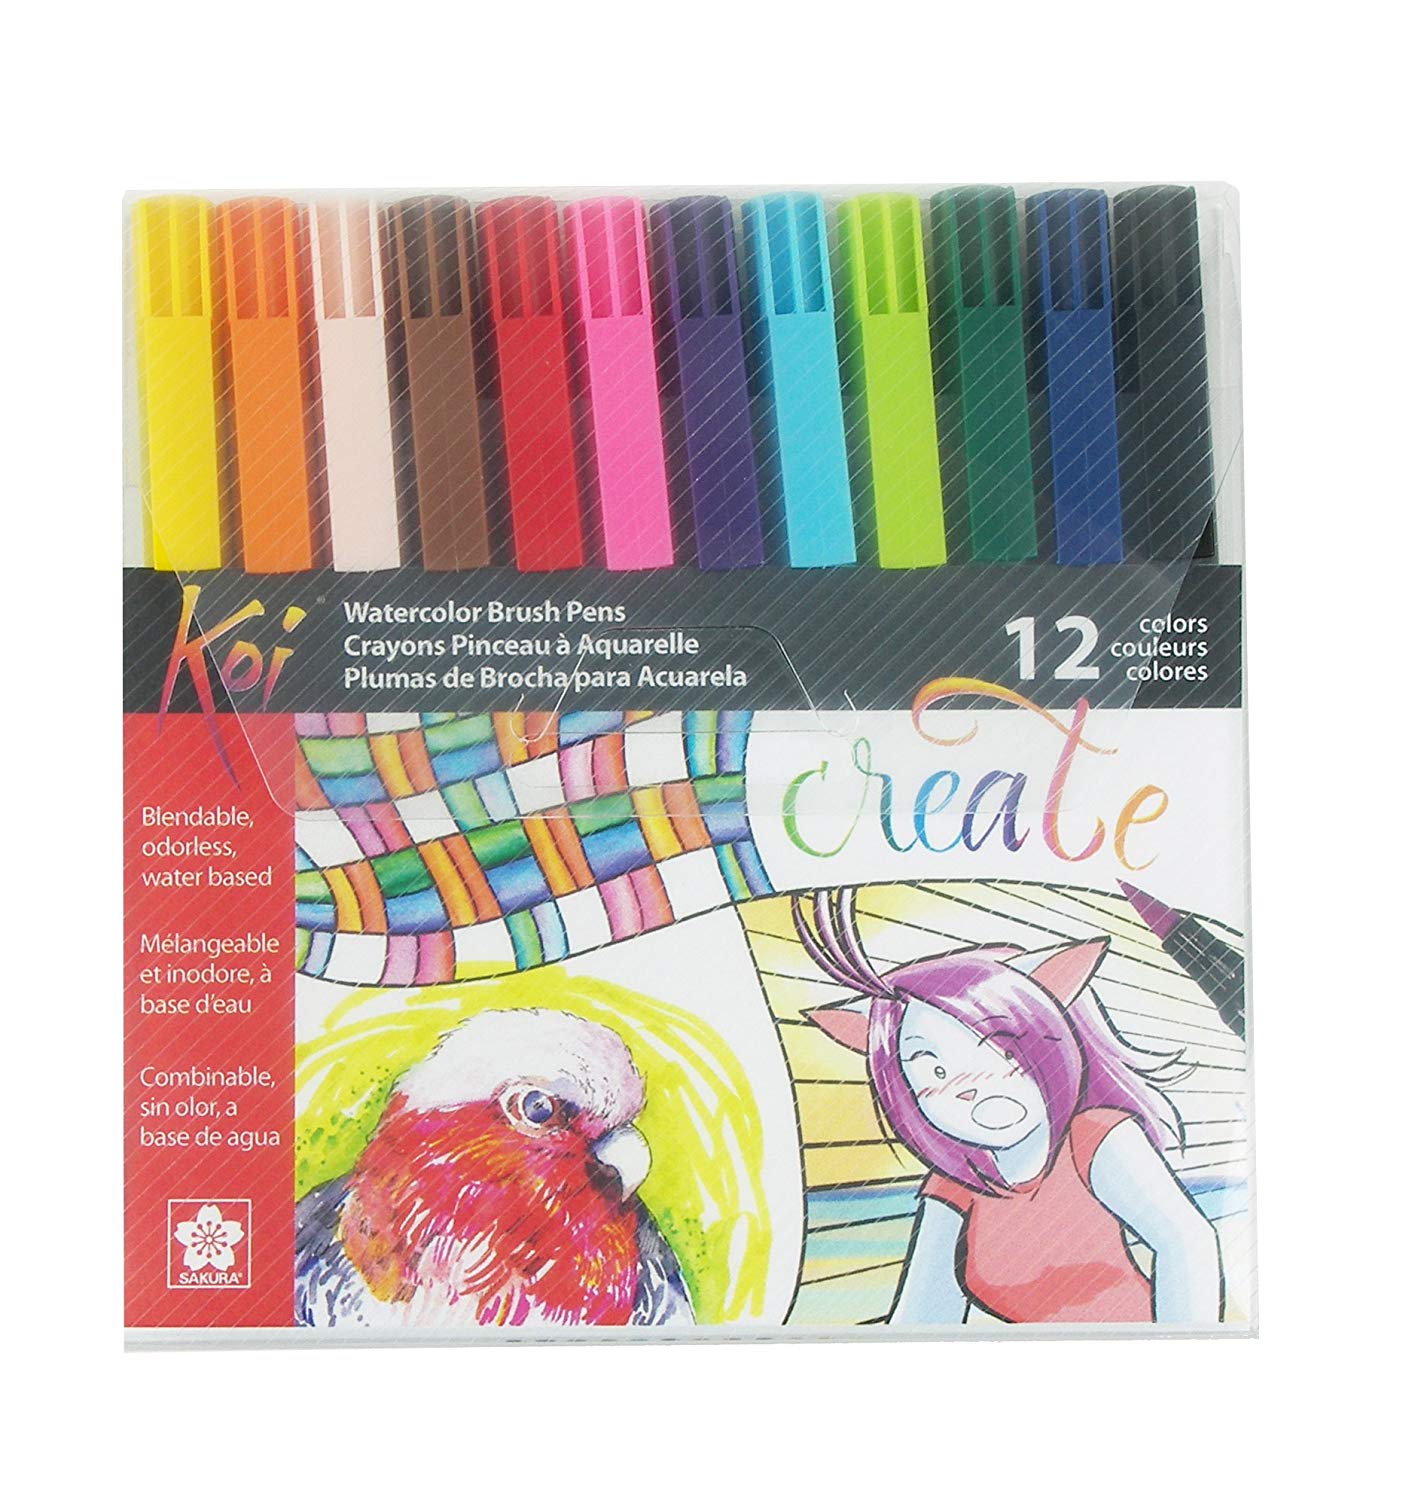 Koi®
Watercolor Brush Pens
Crayons Pinceau à Aquarelle
Plumas de Brocha para Acuarela
12
colors
couleurs
colores
create
Blendable,
odorless,
water based
Mélangeable
et inodore, à
base d'eau
Combinable,
sin olor, a
base de agua
SAKURA®